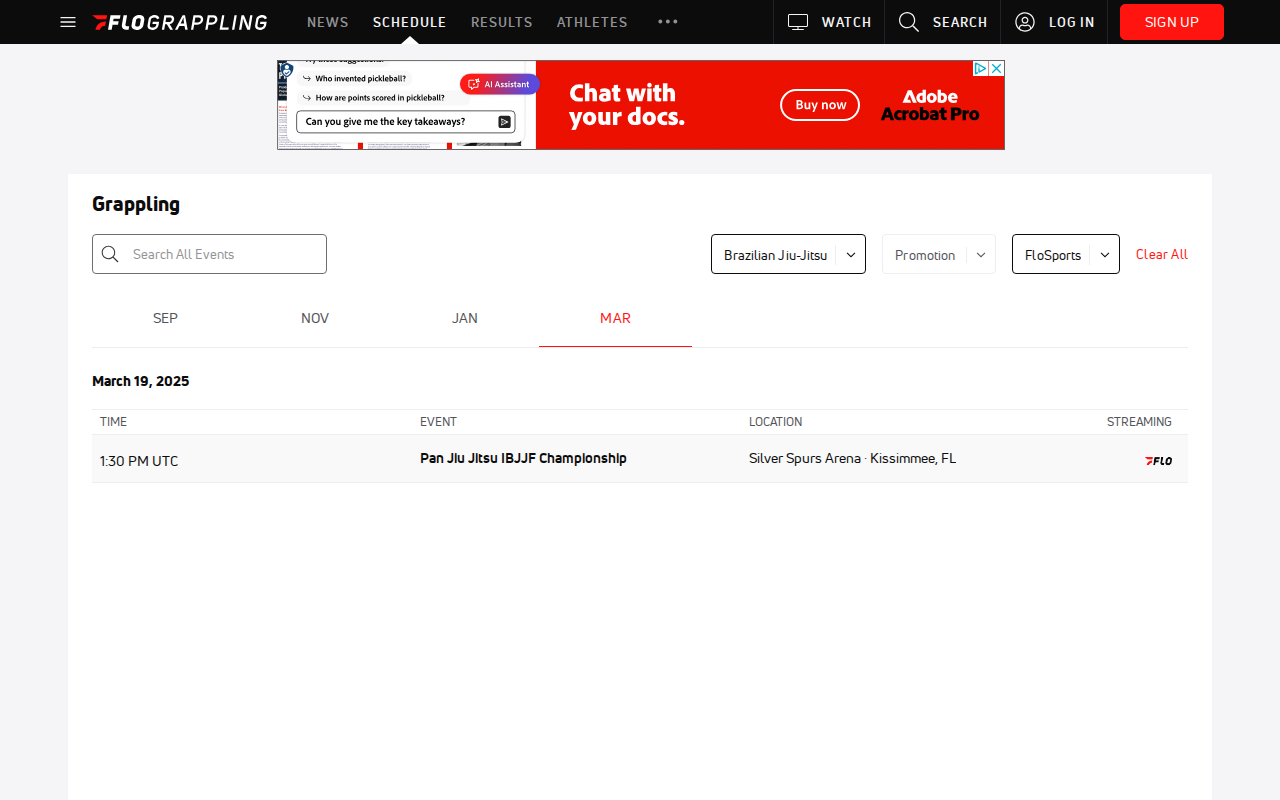 FLOGRAPPLING NEWS SCHEDULE RESULTS ATHLETES ••• WATCH SEARCH LOG IN SIGN UP
Who invented pickleball?
How are points scored in pickleball?
Can you give me the key takeaways?
AI Assistant
Chat with
your docs.
Buy now
Adobe
Acrobat Pro
Grappling
Search All Events Brazilian Jiu-Jitsu Promotion FloSports Clear All
SEP NOV JAN MAR
March 19, 2025
TIME EVENT LOCATION STREAMING
1:30 PM UTC Pan Jiu Jitsu IBJJF Championship Silver Spurs Arena · Kissimmee, FL FLO